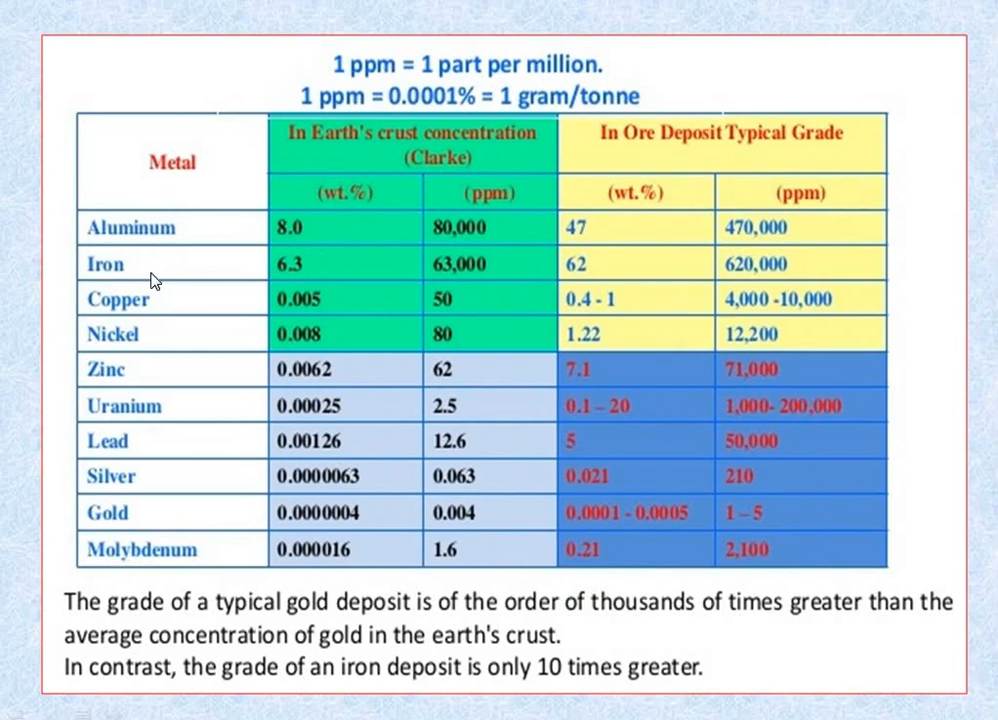 1 ppm = 1 part per million.
1 ppm = 0.0001% = 1 gram/tonne
Metal
In Earth's crust concentration
(Clarke)
In Ore Deposit Typical Grade
(wt.%) (ppm) (wt.%) (ppm)
Aluminum 8.0 80,000 47 470,000
Iron 6.3 63,000 62 620,000
Copper 0.005 50 0.4 - 1 4,000 -10,000
Nickel 0.008 80 1.22 12,200
Zinc 0.0062 62 7.1 71,000
Uranium 0.00025 2.5 0.1 – 20 1,000- 200,000
Lead 0.00126 12.6 5 50,000
Silver 0.0000063 0.063 0.021 210
Gold 0.0000004 0.004 0.0001 - 0.0005 1 – 5
Molybdenum 0.000016 1.6 0.21 2,100
The grade of a typical gold deposit is of the order of thousands of times greater than the
average concentration of gold in the earth's crust.
In contrast, the grade of an iron deposit is only 10 times greater.